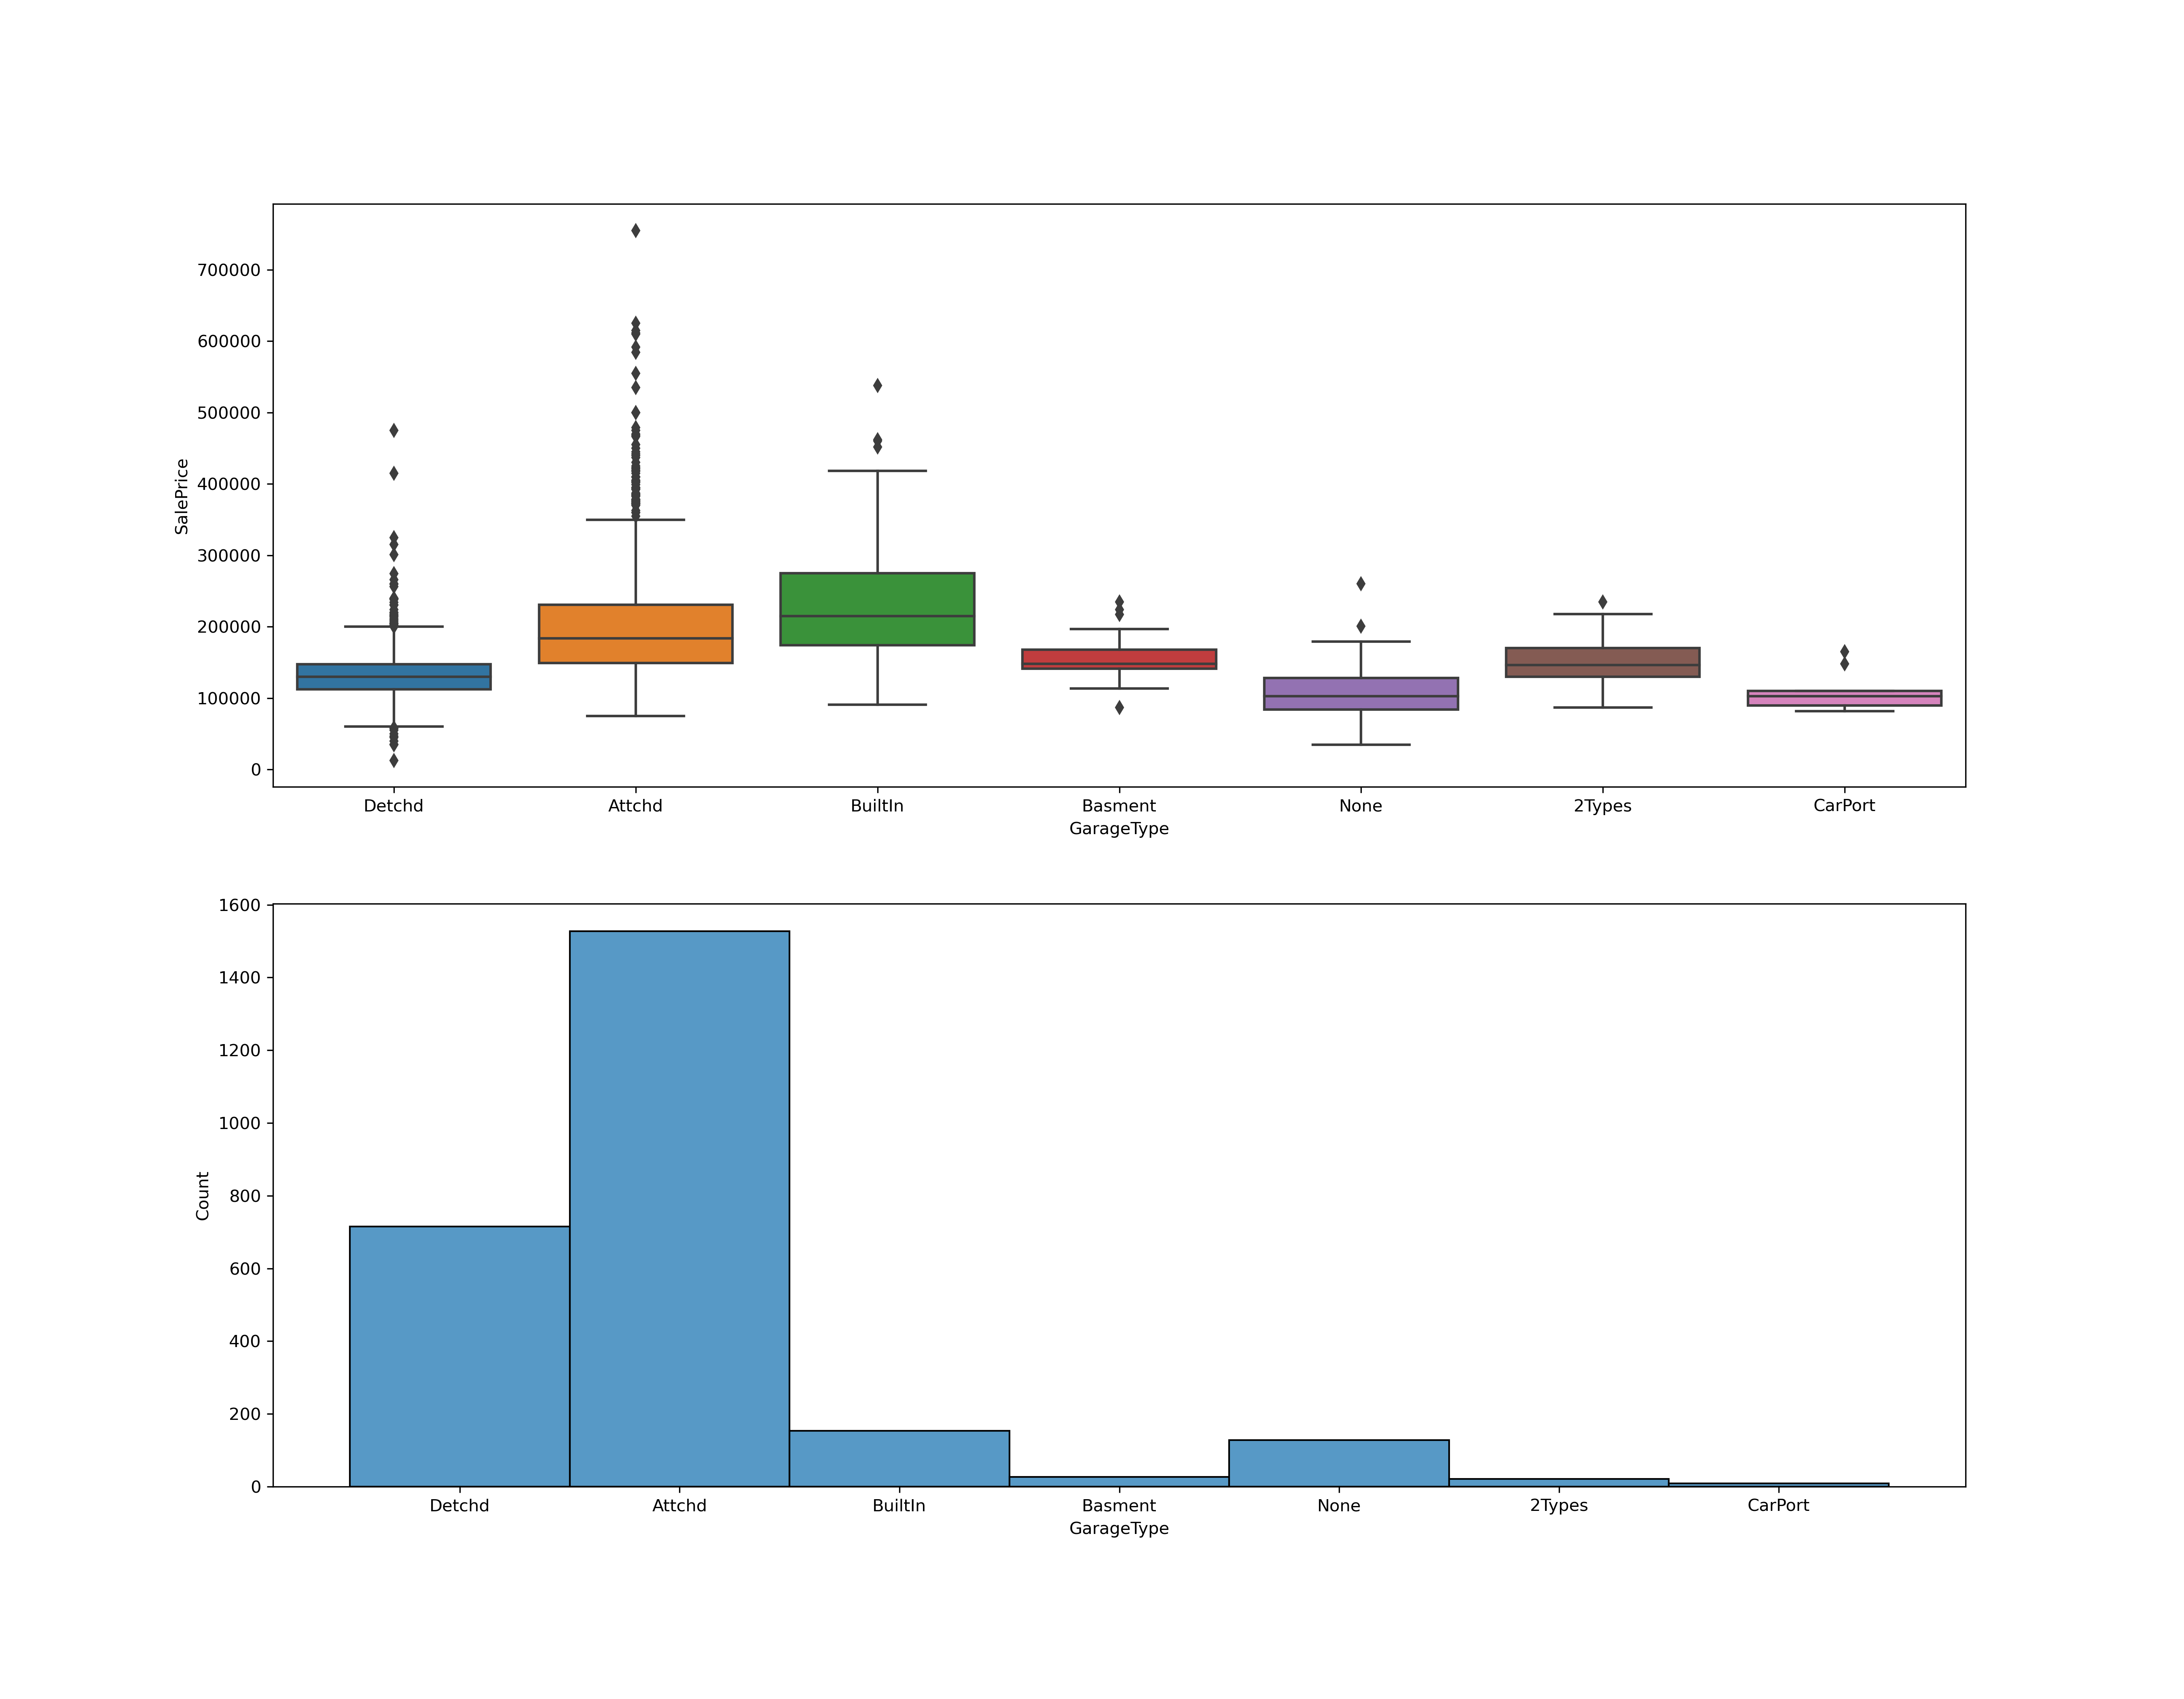 700000
600000
500000
400000
300000
200000
100000
0
SalePrice
Detchd Attchd BuiltIn Basment None 2Types CarPort
GarageType
1600
1400
1200
1000
800
600
400
200
0
Count
Detchd Attchd BuiltIn Basment None 2Types CarPort
GarageType